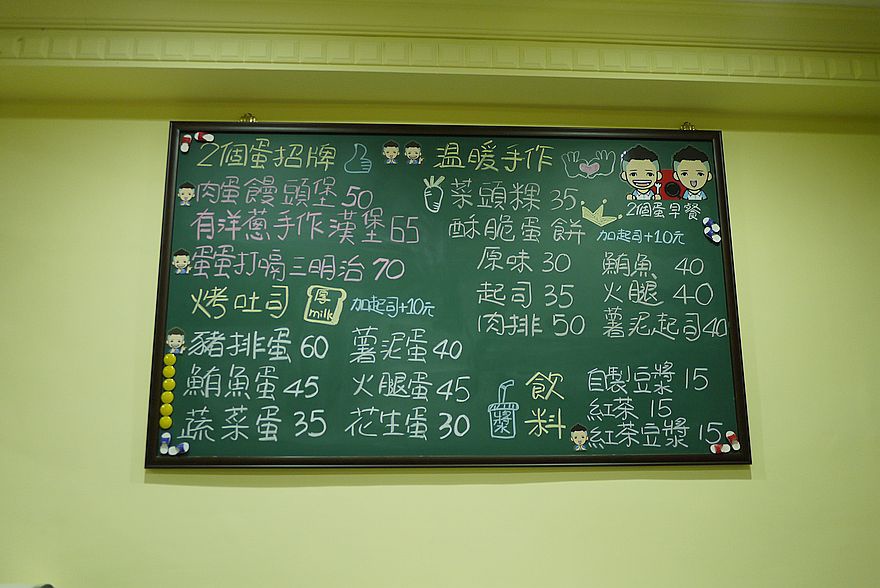 2個蛋招牌
肉蛋饅頭堡 50
有洋蔥手作漢堡 65
蛋蛋打嗝三明治 70
烤吐司 厚 milk 加起司+10元
豬排蛋 60 薯泥蛋 40
鮪魚蛋 45 火腿蛋 45
蔬菜蛋 35 花生蛋 30
溫暖手作
菜頭粿 35
2個蛋早餐
酥脆蛋餅 加起司+10元
原味 30 鮪魚 40
起司 35 火腿 40
肉排 50 薯泥起司 40
漿
飲料
自製豆漿 15
紅茶 15
紅茶豆漿 15